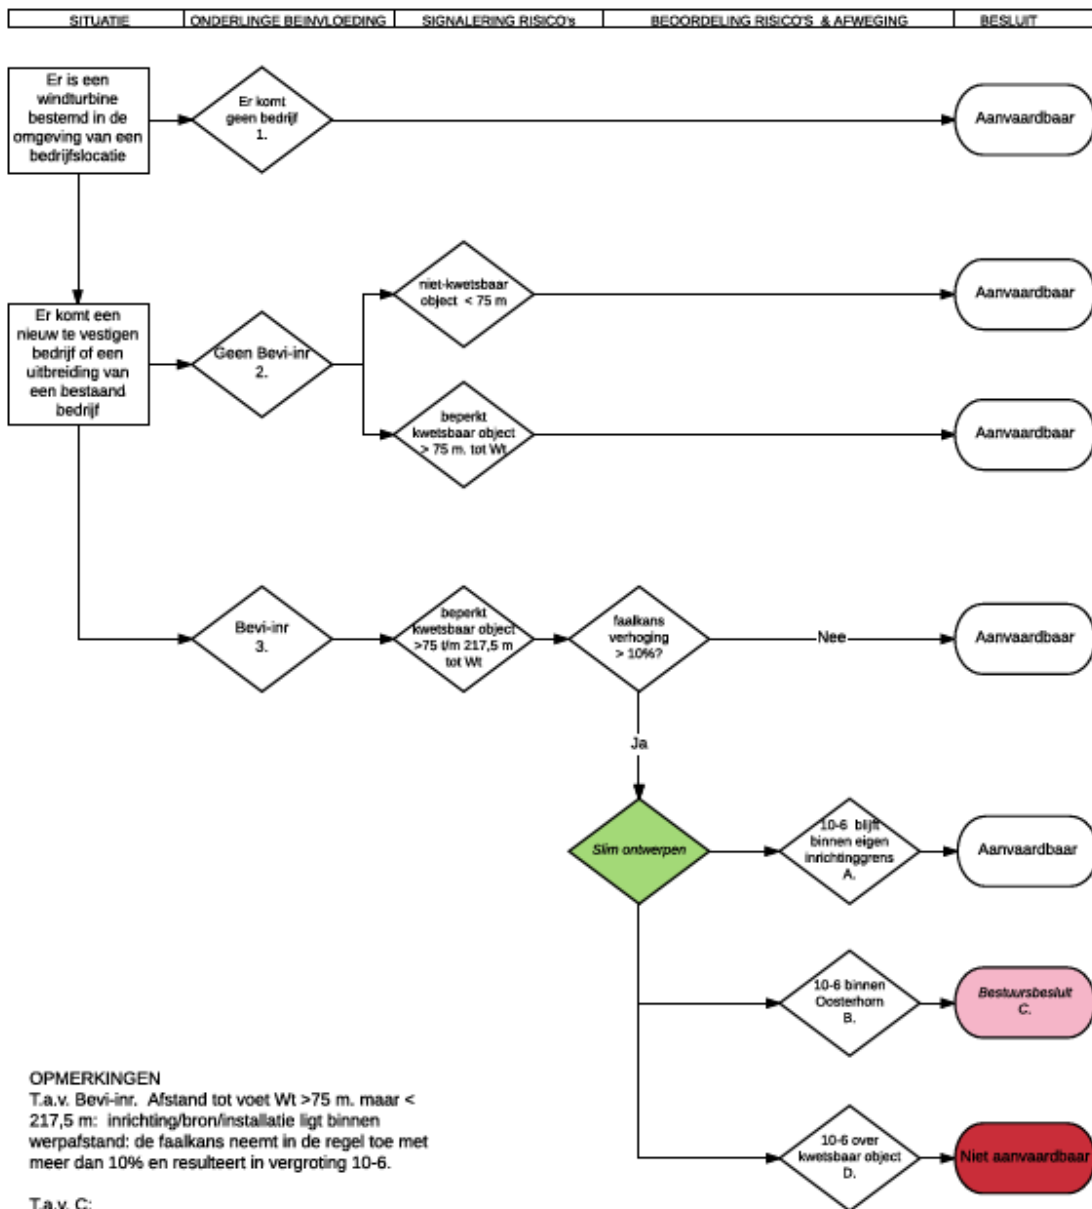 SITUATIE
ONDERLINGE BEINVLOEDING
SIGNALERING RISICO's
BEOORDELING RISICO'S & AFWEGING
BESLUIT
Er is een
windturbine
bestemd in de
omgeving van een
bedrijfslocatie
Er komt
geen bedrijf
1.
Aanvaardbaar
niet-kwetsbaar
object < 75 m
Aanvaardbaar
Er komt een
nieuw te vestigen
bedrijf of een
uitbreiding van
een bestaand
bedrijf
Geen Bevi-inr
2.
beperkt
kwetsbaar object
> 75 m. tot Wt
Aanvaardbaar
Bevi-inr
3.
beperkt
kwetsbaar object
>75 t/m 217,5 m
tot Wt
faalkans
verhoging
> 10%?
Nee
Aanvaardbaar
Ja
Slim ontwerpen
10-6 blijft
binnen eigen
inrichtinggrens
A.
Aanvaardbaar
10-6 binnen
Oosterhorn
B.
Bestuursbesluit
C.
10-6 over
kwetsbaar object
D.
Niet aanvaardbaar
OPMERKINGEN
T.a.v. Bevi-inr. Afstand tot voet Wt >75 m. maar <
217,5 m: inrichting/bron/installatie ligt binnen
werpafstand: de faalkans neemt in de regel toe met
meer dan 10% en resulteert in vergroting 10-6.
T.a.v. C: